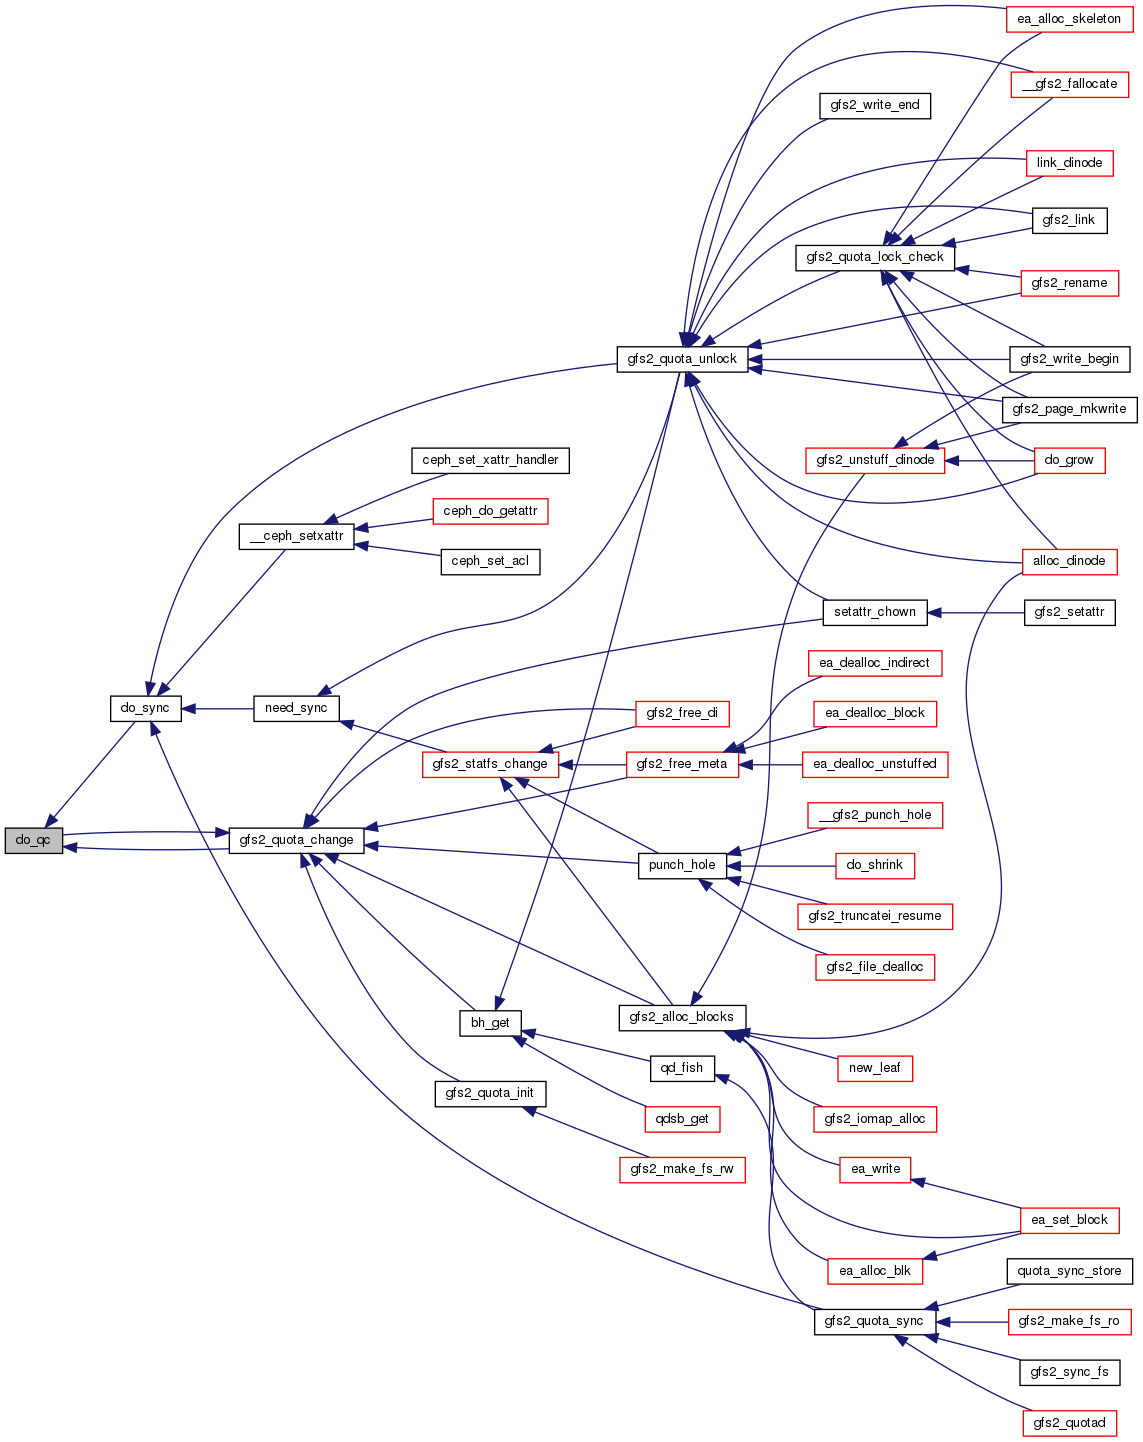 ea_alloc_skeleton
__gfs2_fallocate
gfs2_write_end
link_dinode
gfs2_link
gfs2_quota_lock_check
gfs2_rename
gfs2_quota_unlock
gfs2_write_begin
gfs2_page_mkwrite
ceph_set_xattr_handler
gfs2_unstuff_dinode
do_grow
ceph_do_getattr
__ceph_setxattr
ceph_set_acl
alloc_dinode
setattr_chown
gfs2_setattr
ea_dealloc_indirect
do_sync
need_sync
gfs2_free_di
ea_dealloc_block
gfs2_statfs_change
gfs2_free_meta
ea_dealloc_unstuffed
__gfs2_punch_hole
do_qc
gfs2_quota_change
punch_hole
do_shrink
gfs2_truncatei_resume
gfs2_file_dealloc
bh_get
gfs2_alloc_blocks
qd_fish
new_leaf
gfs2_quota_init
qdsb_get
gfs2_iomap_alloc
gfs2_make_fs_rw
ea_write
ea_set_block
ea_alloc_blk
quota_sync_store
gfs2_quota_sync
gfs2_make_fs_ro
gfs2_sync_fs
gfs2_quotad